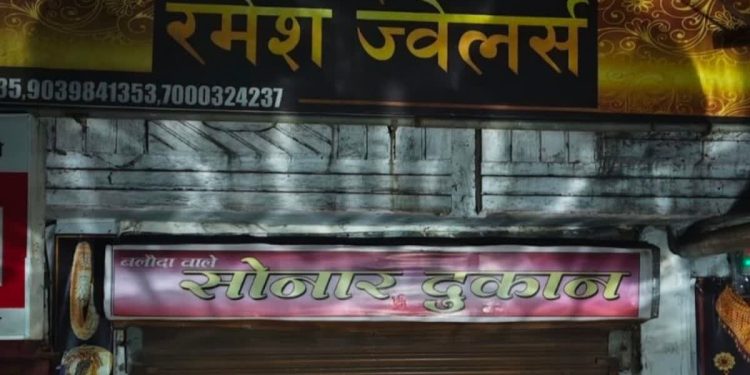 रमेश ज्वेलर्स
35,9039841353,7000324237
बलौदा वाले
सोनार दुकान